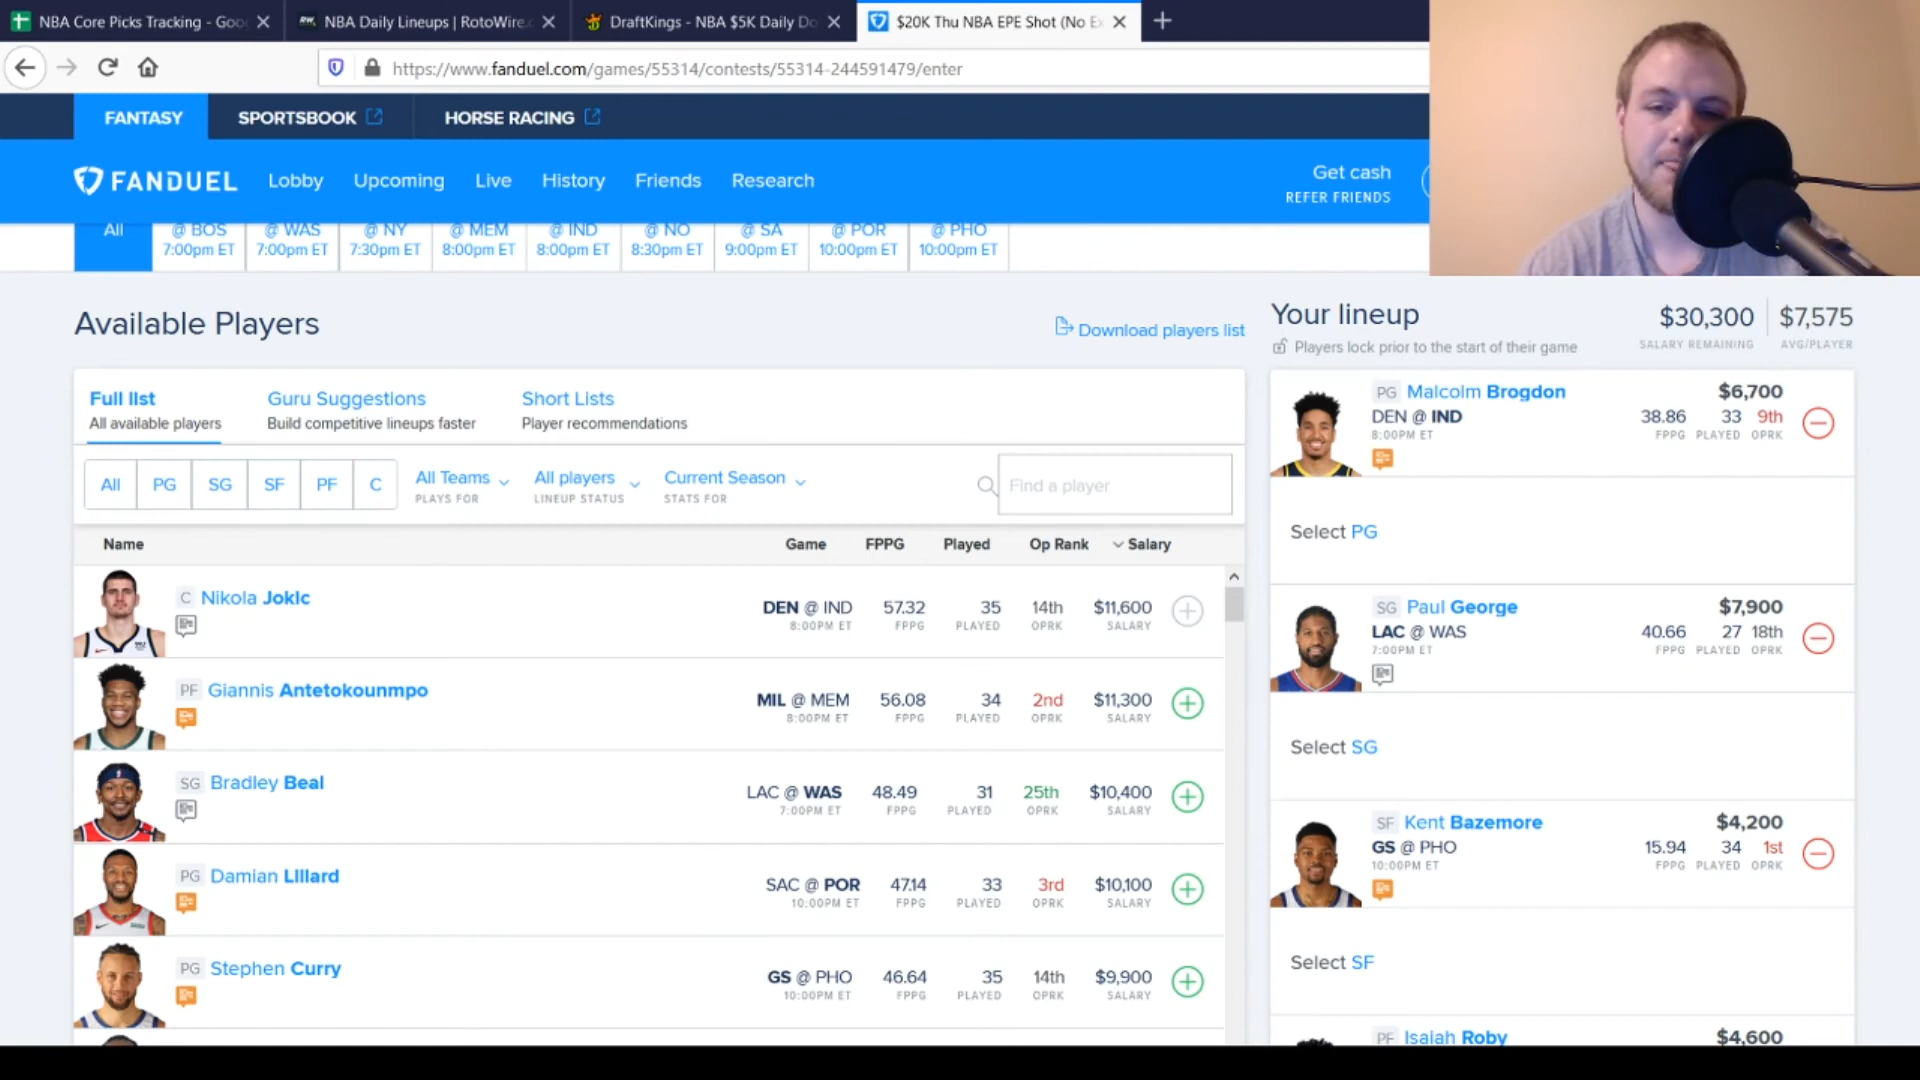 NBA Core Picks Tracking - Goo
NBA Daily Lineups | RotoWire.c
DraftKings - NBA $5K Daily Do
$20K Thu NBA EPE Shot (No Ex
https://www.fanduel.com/games/55314/contests/55314-244591479/enter
FANTASY SPORTSBOOK HORSE RACING
FANDUEL Lobby Upcoming Live History Friends Research
Get cash
REFER FRIENDS
All @ BOS @ WAS @ NY @ MEM @ IND @ NO @ SA @ POR @ PHO
7:00pm ET 7:00pm ET 7:30pm ET 8:00pm ET 8:00pm ET 8:30pm ET 9:00pm ET 10:00pm ET 10:00pm ET
Available Players
Download players list
Full list Guru Suggestions Short Lists
All available players Build competitive lineups faster Player recommendations
All PG SG SF PF C
All Teams All players Current Season
PLAYS FOR LINEUP STATUS STATS FOR
Find a player
Name Game FPPG Played Op Rank Salary
C Nikola Jokic
DEN @ IND 57.32 35 14th $11,600
8:00PM ET FPPG PLAYED OPRK SALARY
PF Giannis Antetokounmpo
MIL @ MEM 56.08 34 2nd $11,300
8:00PM ET FPPG PLAYED OPRK SALARY
SG Bradley Beal
LAC @ WAS 48.49 31 25th $10,400
7:00PM ET FPPG PLAYED OPRK SALARY
PG Damian Lillard
SAC @ POR 47.14 33 3rd $10,100
10:00PM ET FPPG PLAYED OPRK SALARY
PG Stephen Curry
GS @ PHO 46.64 35 14th $9,900
10:00PM ET FPPG PLAYED OPRK SALARY
Your lineup $30,300 $7,575
Players lock prior to the start of their game SALARY REMAINING AVG/PLAYER
PG Malcolm Brogdon $6,700
DEN @ IND 38.86 33 9th
8:00PM ET FPPG PLAYED OPRK
Select PG
SG Paul George $7,900
LAC @ WAS 40.66 27 18th
7:00PM ET FPPG PLAYED OPRK
Select SG
SF Kent Bazemore $4,200
GS @ PHO 15.94 34 1st
10:00PM ET FPPG PLAYED OPRK
Select SF
PF Isaiah Roby $4,600